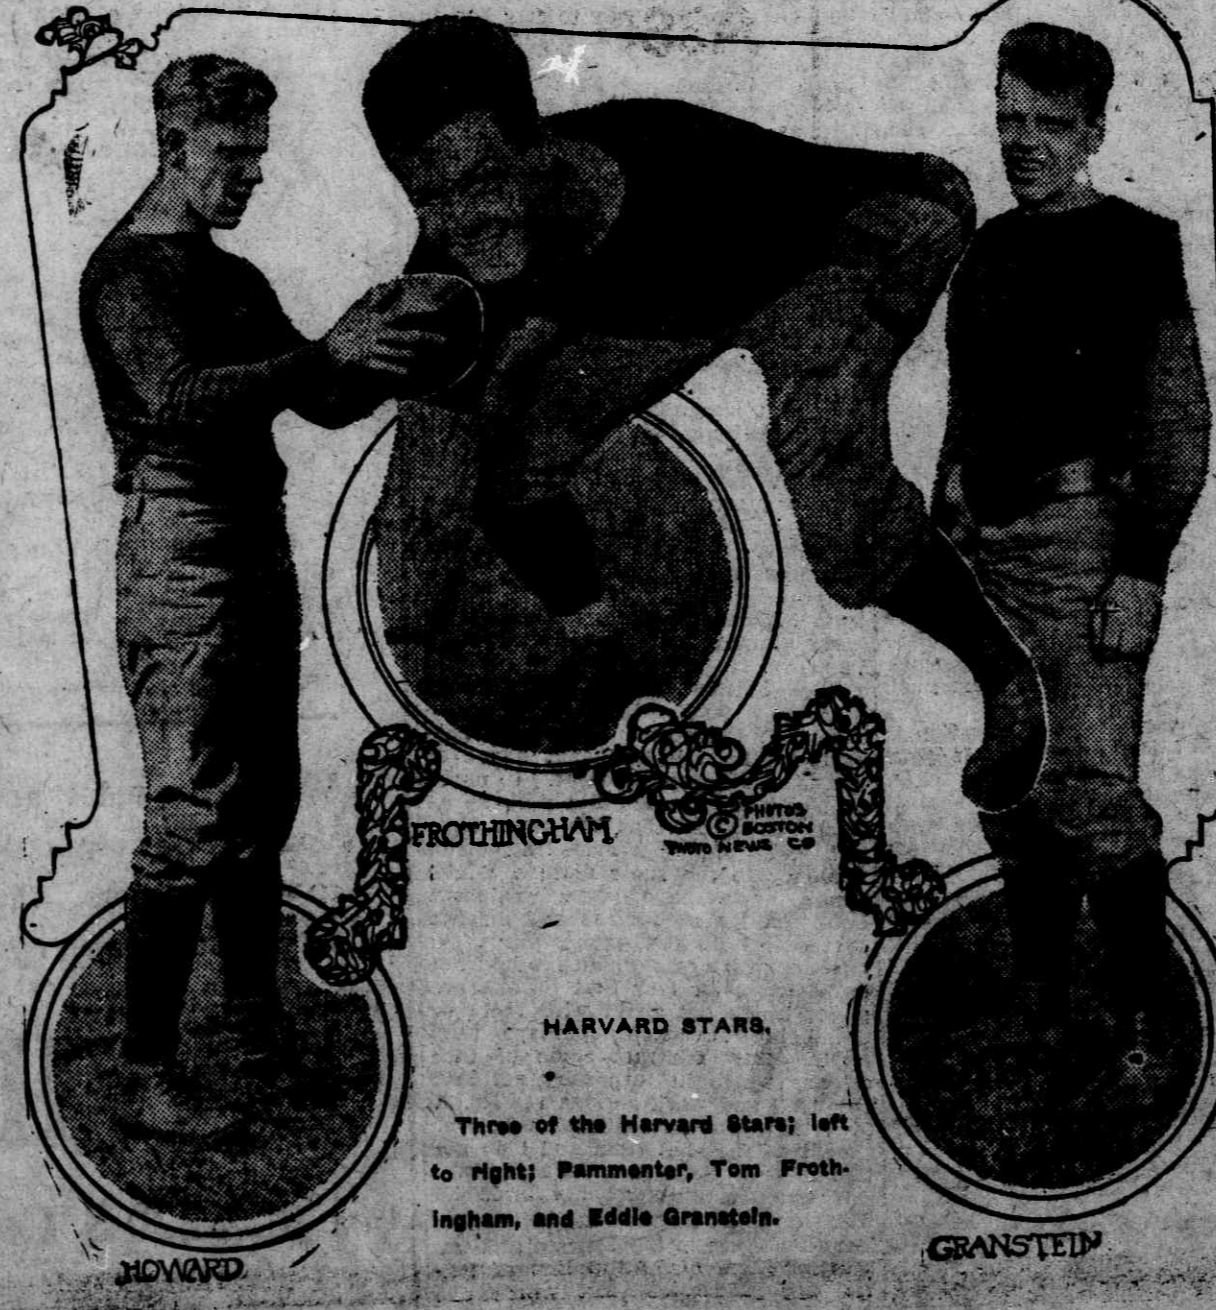 FROTHINGHAM
© PHOTOS
BOSTON
PHOTO NEWS CO
HARVARD STARS.
Three of the Harvard Stars; left
to right; Pammenter, Tom Froth-
ingham, and Eddie Granstein.
HOWARD
GRANSTEIN